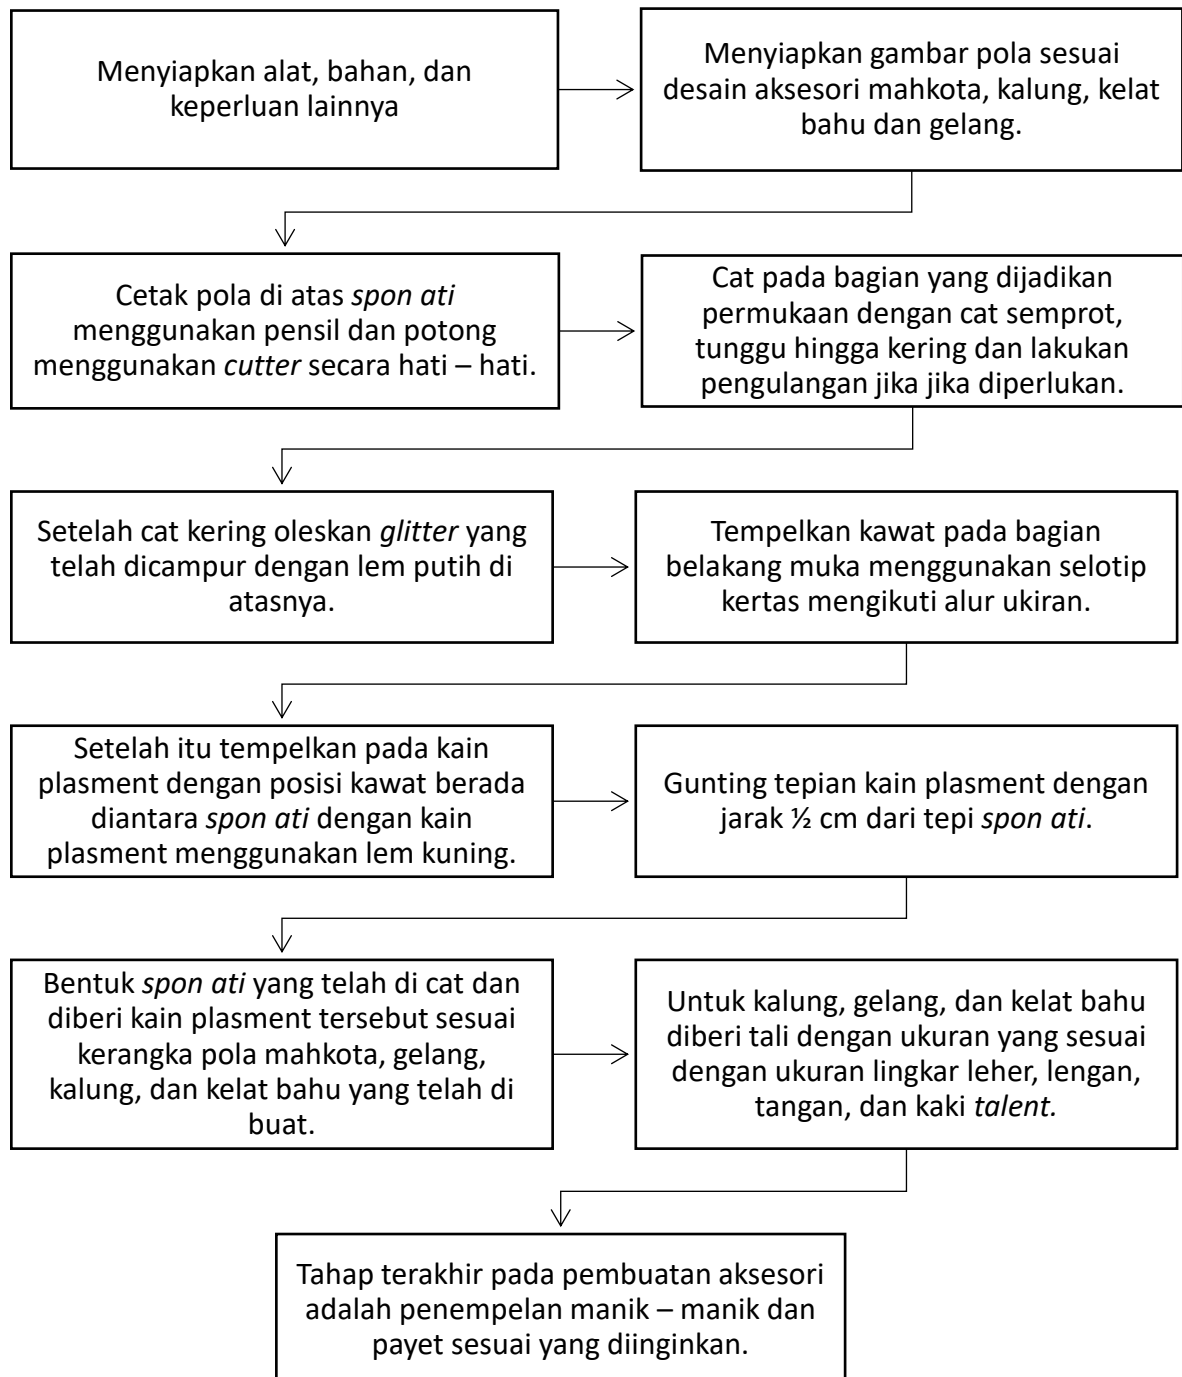 Menyiapkan alat, bahan, dan
keperluan lainnya
Menyiapkan gambar pola sesuai
desain aksesori mahkota, kalung, kelat
bahu dan gelang.
Cetak pola di atas spon ati
menggunakan pensil dan potong
menggunakan cutter secara hati – hati.
Cat pada bagian yang dijadikan
permukaan dengan cat semprot,
tunggu hingga kering dan lakukan
pengulangan jika jika diperlukan.
Setelah cat kering oleskan glitter yang
telah dicampur dengan lem putih di
atasnya.
Tempelkan kawat pada bagian
belakang muka menggunakan selotip
kertas mengikuti alur ukiran.
Setelah itu tempelkan pada kain
plasment dengan posisi kawat berada
diantara spon ati dengan kain
plasment menggunakan lem kuning.
Gunting tepian kain plasment dengan
jarak ½ cm dari tepi spon ati.
Bentuk spon ati yang telah di cat dan
diberi kain plasment tersebut sesuai
kerangka pola mahkota, gelang,
kalung, dan kelat bahu yang telah di
buat.
Untuk kalung, gelang, dan kelat bahu
diberi tali dengan ukuran yang sesuai
dengan ukuran lingkar leher, lengan,
tangan, dan kaki talent.
Tahap terakhir pada pembuatan aksesori
adalah penempelan manik – manik dan
payet sesuai yang diinginkan.